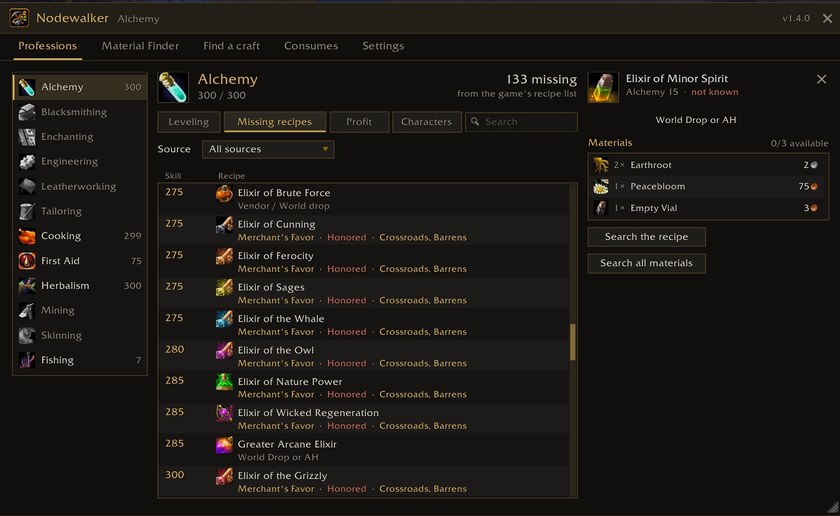 Nodewalker Alchemy
v1.4.0
Professions Material Finder Find a craft Consumes Settings
Alchemy 300
Blacksmithing
Enchanting
Engineering
Leatherworking
Tailoring
Cooking 299
First Aid 75
Herbalism 300
Mining
Skinning
Fishing 7
Alchemy
300 / 300
133 missing
from the game's recipe list
Leveling Missing recipes Profit Characters Search
Source All sources
Skill Recipe
275 Elixir of Brute Force
Vendor / World drop
275 Elixir of Cunning
Merchant's Favor · Honored · Crossroads, Barrens
275 Elixir of Ferocity
Merchant's Favor · Honored · Crossroads, Barrens
275 Elixir of Sages
Merchant's Favor · Honored · Crossroads, Barrens
275 Elixir of the Whale
Merchant's Favor · Honored · Crossroads, Barrens
280 Elixir of the Owl
Merchant's Favor · Honored · Crossroads, Barrens
285 Elixir of Nature Power
Merchant's Favor · Honored · Crossroads, Barrens
285 Elixir of Wicked Regeneration
Merchant's Favor · Honored · Crossroads, Barrens
285 Greater Arcane Elixir
World Drop or AH
300 Elixir of the Grizzly
Merchant's Favor · Honored · Crossroads, Barrens
Elixir of Minor Spirit
Alchemy 15 · not known
World Drop or AH
Materials 0/3 available
2× Earthroot 2
1× Peacebloom 75
1× Empty Vial 3
Search the recipe
Search all materials